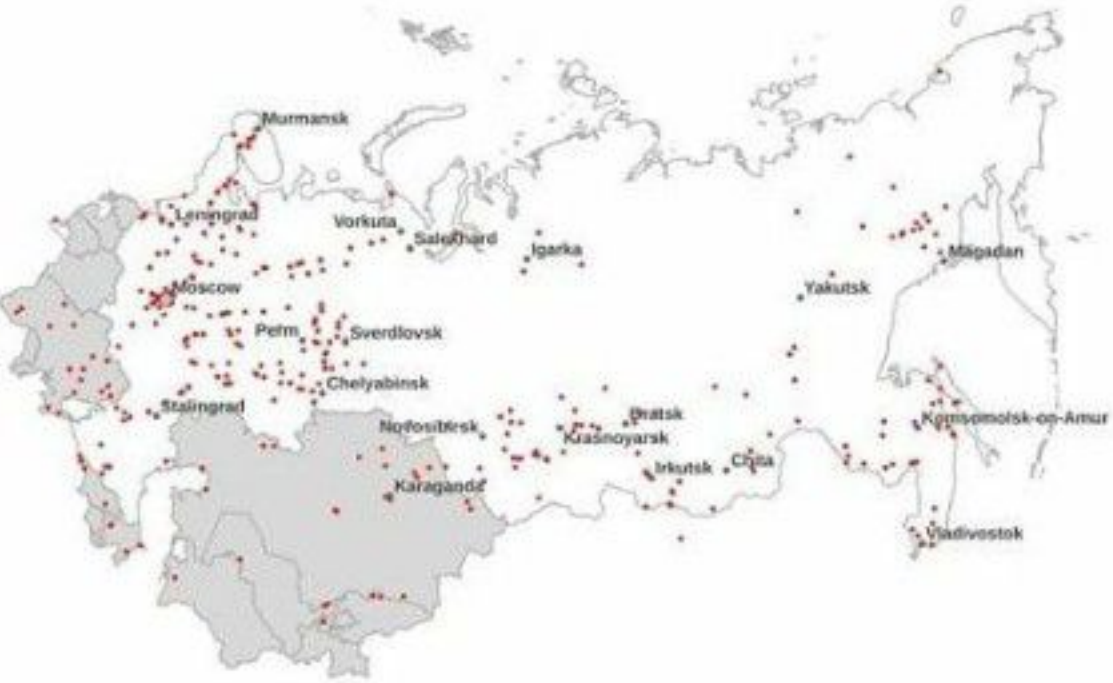 Murmansk
Leningrad
Vorkuta
Salekhard
Igarka
Magadan
Moscow
Yakutsk
Perm
Sverdlovsk
Chelyabinsk
Stalingrad
Bratsk
Komsomolsk-on-Amur
Novosibirsk
Krasnoyarsk
Irkutsk
Chita
Karaganda
Vladivostok